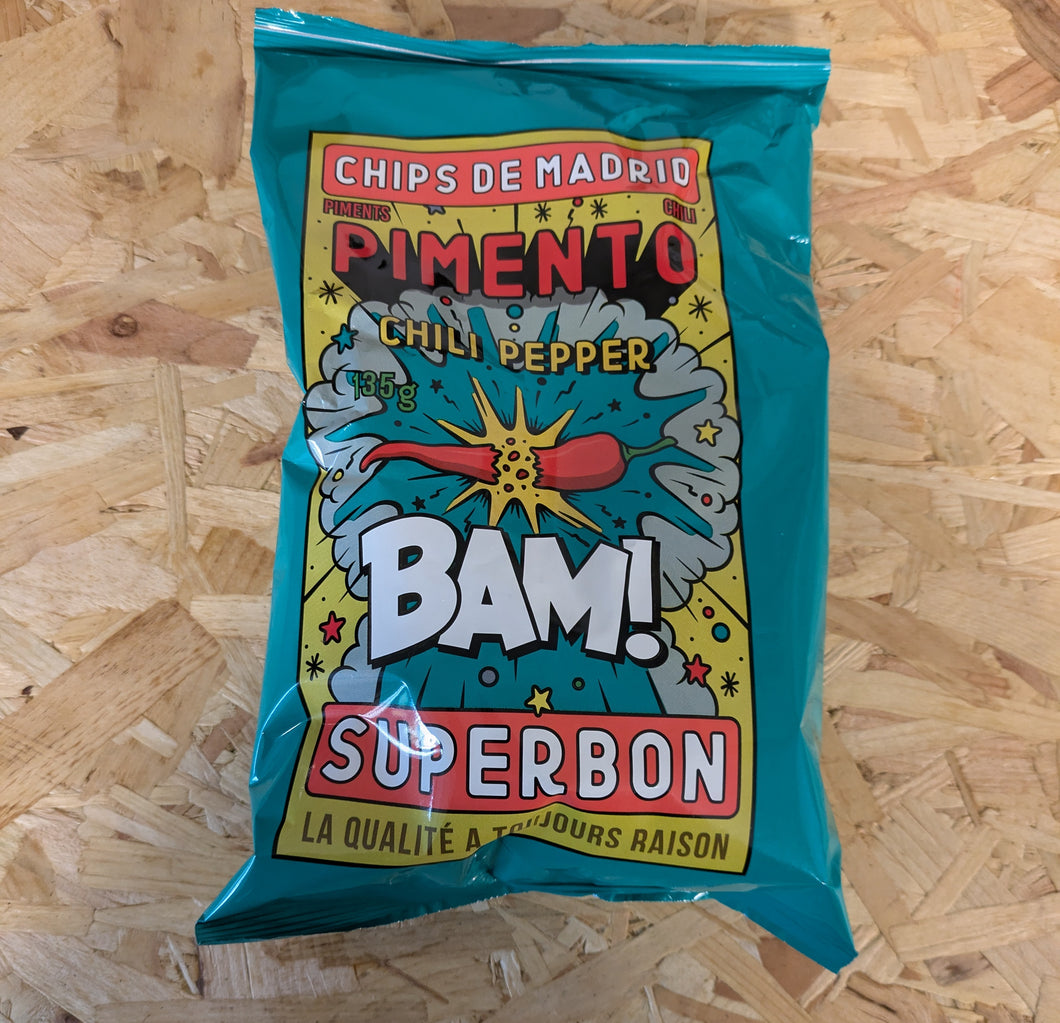 CHIPS DE MADRID
PIMENTS CHILI
PIMENTO
CHILI PEPPER
135g
BAM!
SUPERBON
LA QUALITÉ A TOUJOURS RAISON